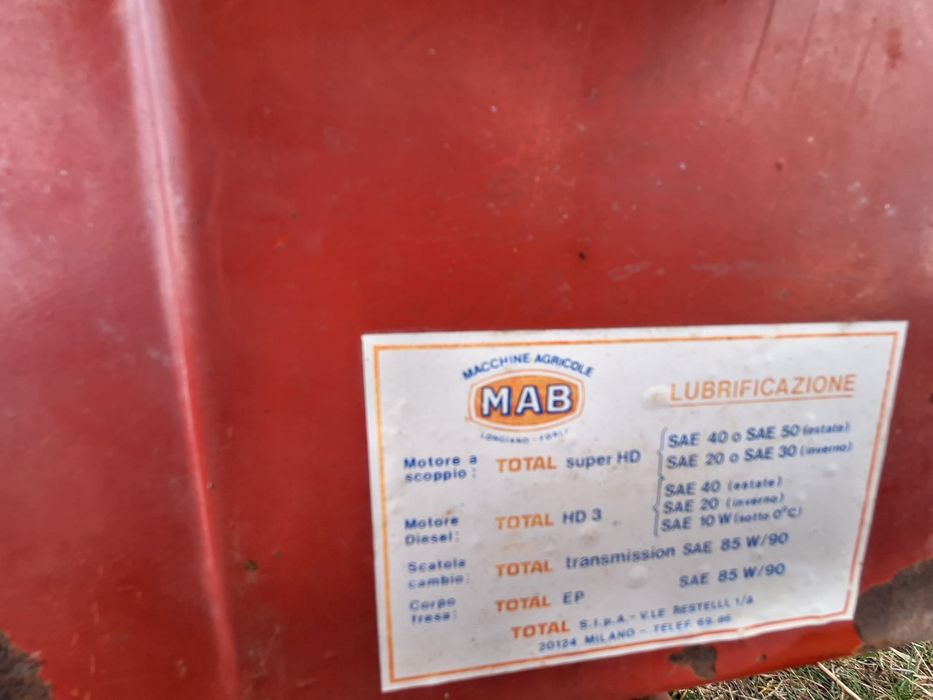 MACCHINE AGRICOLE
MAB
LONGIANO - FORLI'
LUBRIFICAZIONE
Motore a scoppio: TOTAL super HD SAE 40 o SAE 50 (estate)
SAE 20 o SAE 30 (inverno)
Motore Diesel: TOTAL HD 3 SAE 40 (estate)
SAE 20 (inverno)
SAE 10 W (sotto 0°C)
Scatola cambio: TOTAL transmission SAE 85 W/90
Corpo fresa: TOTAL EP SAE 85 W/90
TOTAL S.I.p.A. - V.LE RESTELLI, 1/A
20124 MILANO - TELEF.